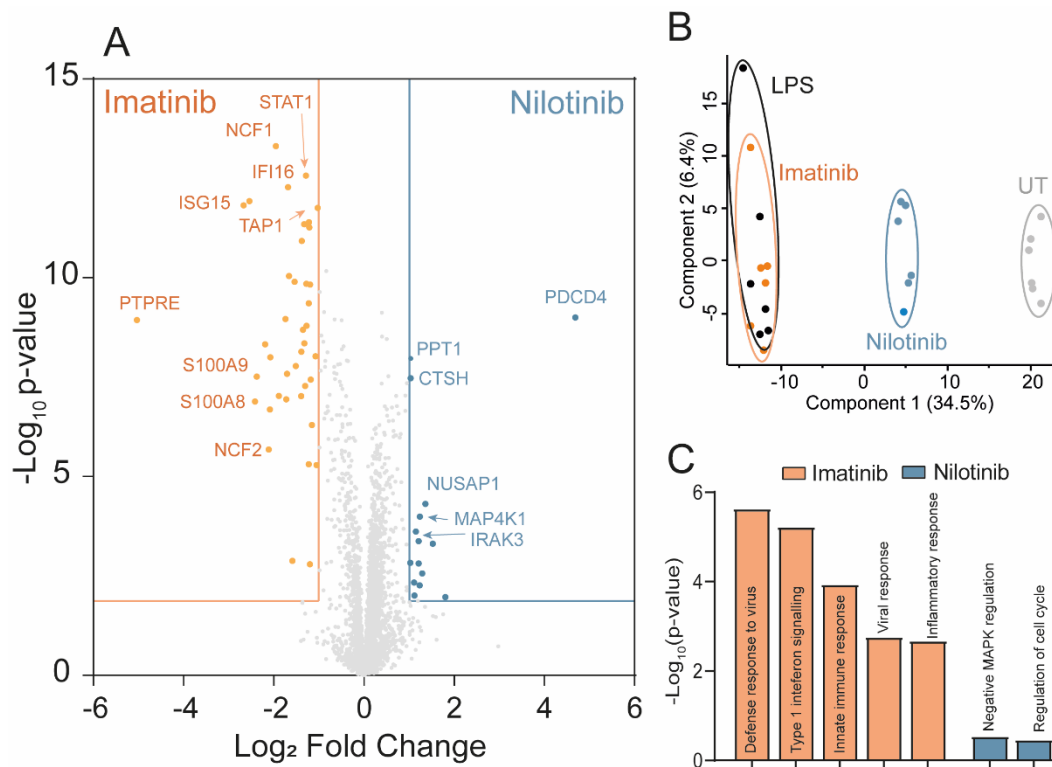 A
15
10
5
0
-Log₁₀ p-value
-6
-4
-2
0
2
4
6
Log₂ Fold Change
Imatinib
Nilotinib
STAT1
NCF1
IFI16
ISG15
TAP1
PTPRE
S100A9
S100A8
NCF2
PDCD4
PPT1
CTSH
NUSAP1
MAP4K1
IRAK3
B
15
10
5
0
-5
Component 2 (6.4%)
LPS
Imatinib
Nilotinib
UT
-10
0
10
20
Component 1 (34.5%)
C
Imatinib
Nilotinib
6
4
2
0
-Log₁₀(p-value)
Defense response to virus
Type 1 inteferon signalling
Innate immune response
Viral response
Inflammatory response
Negative MAPK regulation
Regulation of cell cycle